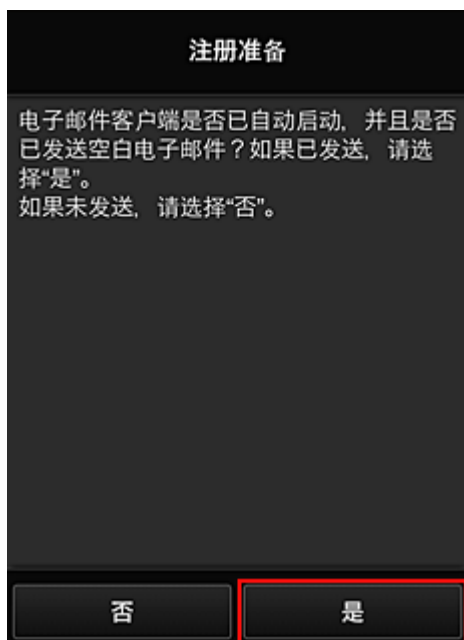 注册准备
电子邮件客户端是否已自动启动，并且是否
已发送空白电子邮件？如果已发送，请选
择“是”。
如果未发送，请选择“否”。
否
是